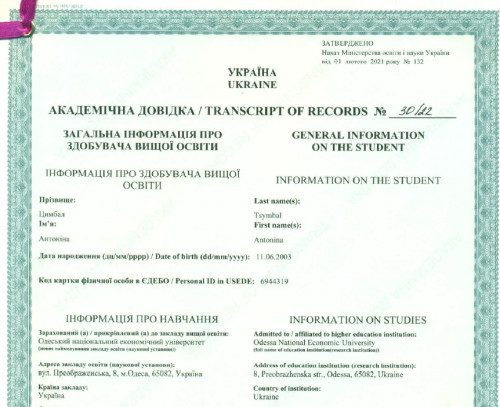 ЗАТВЕРДЖЕНО
Наказ Міністерства освіти і науки України
від 01 лютого 2021 року № 132
УКРАЇНА
UKRAINE
АКАДЕМІЧНА ДОВІДКА / TRANSCRIPT OF RECORDS № 30/22
ЗАГАЛЬНА ІНФОРМАЦІЯ ПРО
ЗДОБУВАЧА ВИЩОЇ ОСВІТИ
GENERAL INFORMATION
ON THE STUDENT
ІНФОРМАЦІЯ ПРО ЗДОБУВАЧА ВИЩОЇ
ОСВІТИ
INFORMATION ON THE STUDENT
Прізвище:
Last name(s):
Цимбал
Tsymbal
Ім'я:
First name(s):
Антоніна
Antonina
Дата народження (дд/мм/рррр) / Date of birth (dd/mm/yyyy): 11.06.2003
Код картки фізичної особи в ЄДЕБО / Personal ID in USEDE: 6944319
ІНФОРМАЦІЯ ПРО НАВЧАННЯ
INFORMATION ON STUDIES
Зарахований (а) / прикріплений (а) до закладу вищої освіти:
Admitted to / affiliated to higher education institution:
Одеський національний економічний університет
Odessa National Economic University
(повне найменування закладу освіти (наукової установи))
(full name of education institution(research institution))
Адреса закладу освіти (наукової установи):
Address of education institution (research institution):
вул. Преображенська, 8, м.Одеса, 65082, Україна
8, Preobrazhenska str., Odessa, 65082, Ukraine
Країна закладу:
Country of institution:
Україна
Ukraine